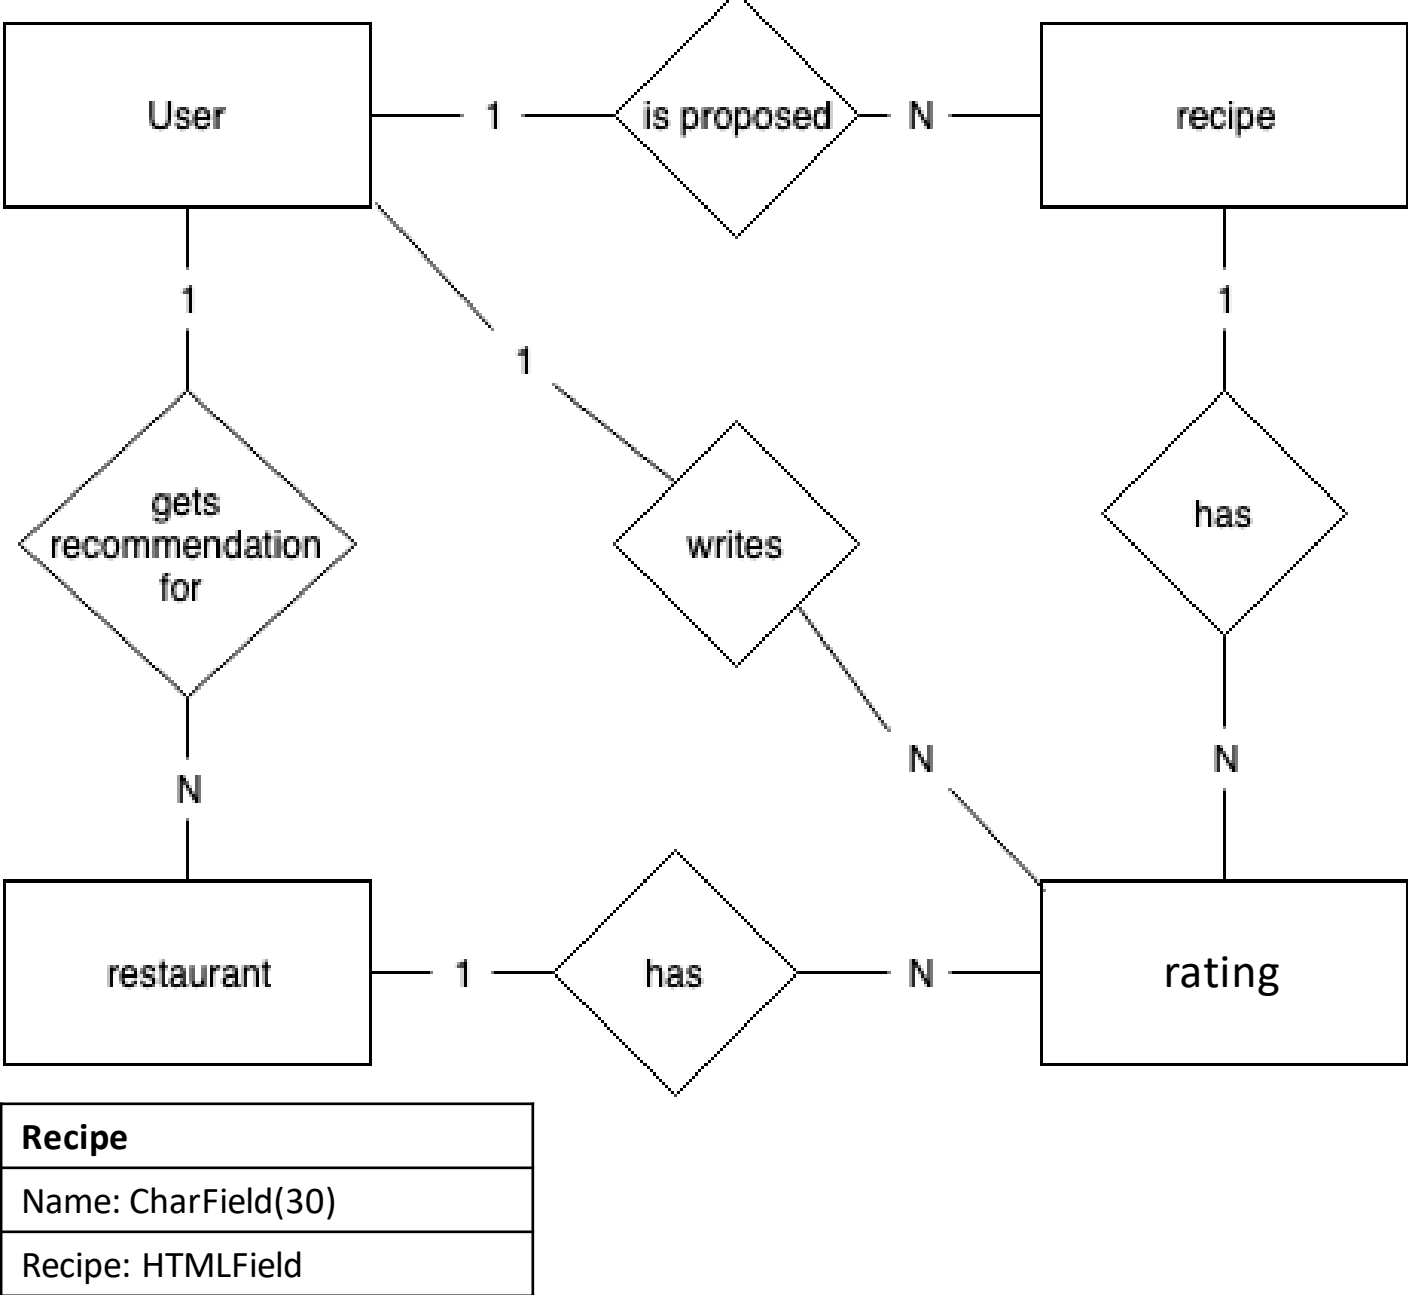 User
1
is proposed
N
recipe
1
1
1
gets
recommendation
for
writes
has
N
N
N
restaurant
1
has
N
rating
Recipe
Name: CharField(30)
Recipe: HTMLField